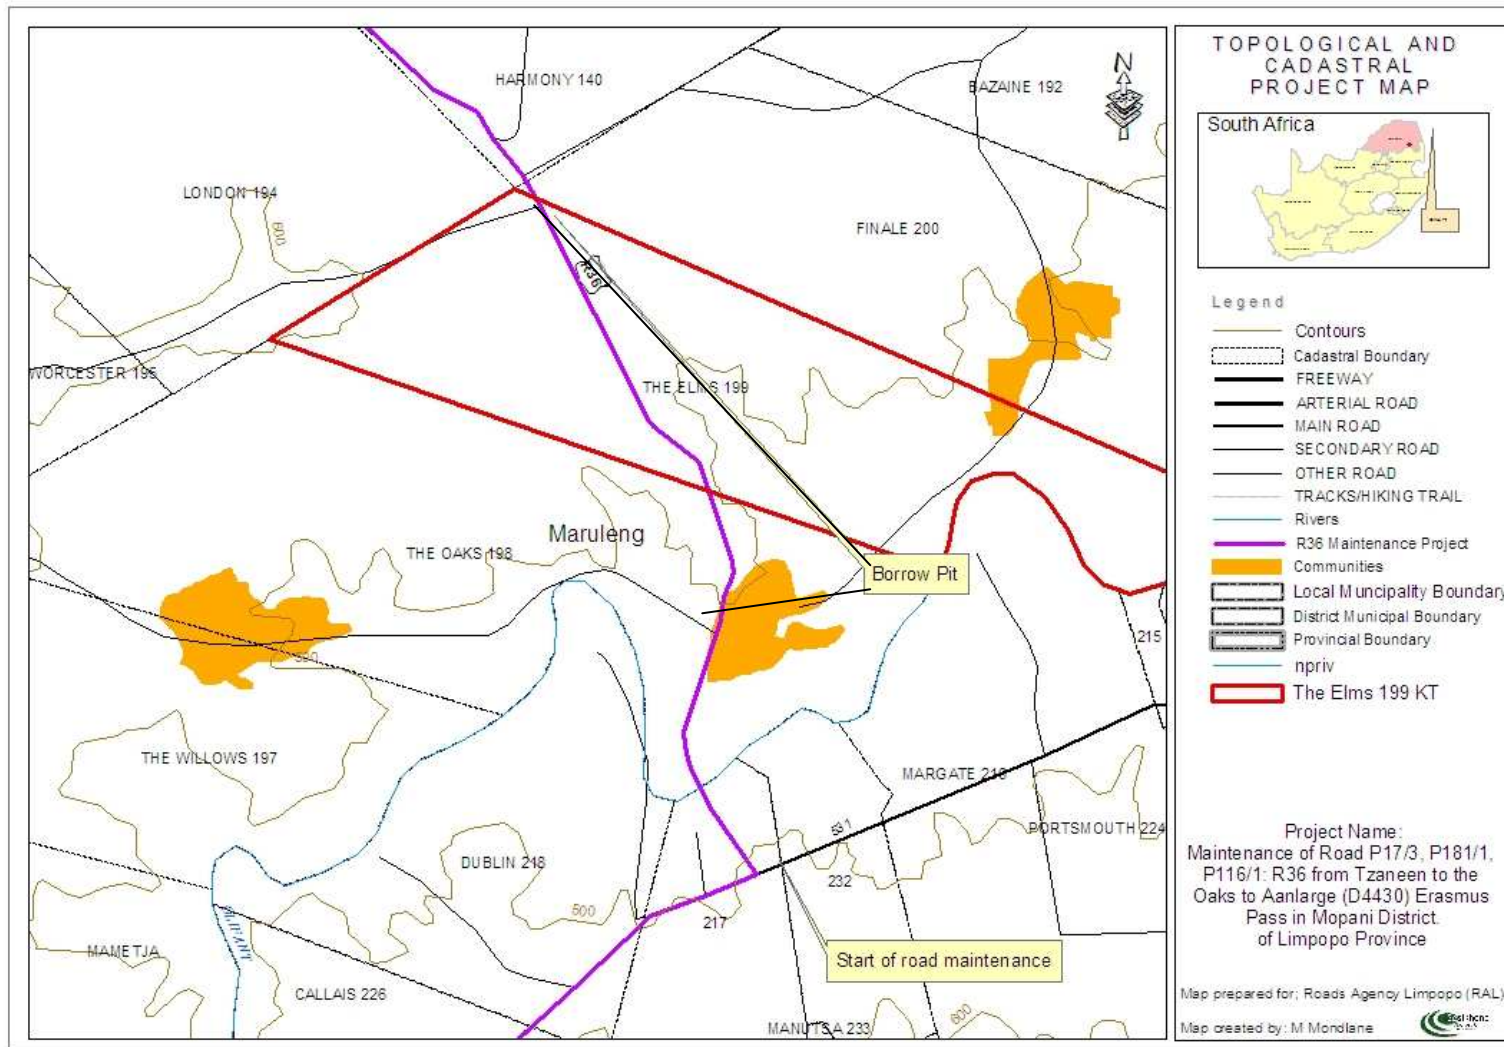 HARMONY 140
BAZAINE 192
N
LONDON 194
600
FINALE 200
R36
WORCESTER 195
THE ELMS 199
Maruleng
THE OAKS 198
Borrow Pit
500
215
THE WILLOWS 197
MARGATE 216
531
PORTSMOUTH 224
DUBLIN 218
232
500
217
OLIFANT
MAMETJA
Start of road maintenance
CALLAIS 226
MANUTSA 233
600
TOPOLOGICAL AND
CADASTRAL
PROJECT MAP
South Africa
Legend
Contours
Cadastral Boundary
FREEWAY
ARTERIAL ROAD
MAIN ROAD
SECONDARY ROAD
OTHER ROAD
TRACKS/HIKING TRAIL
Rivers
R36 Maintenance Project
Communities
Local Muncipality Boundary
District Municipal Boundary
Provincial Boundary
npriv
The Elms 199 KT
Project Name:
Maintenance of Road P17/3, P181/1,
P116/1: R36 from Tzaneen to the
Oaks to Aanlarge (D4430) Erasmus
Pass in Mopani District
of Limpopo Province
Map prepared for; Roads Agency Limpopo (RAL)
Map created by: M Mondlane